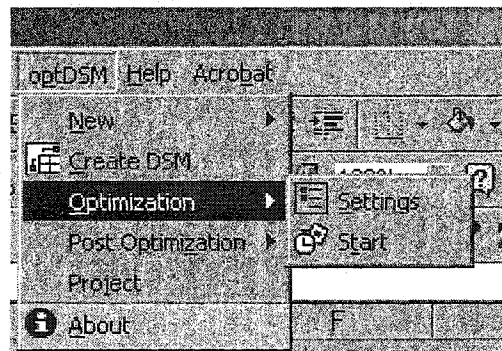 optDSM Help Acrobat
New
Create DSM
Optimization
Settings
Post Optimization
Start
Project
About
F